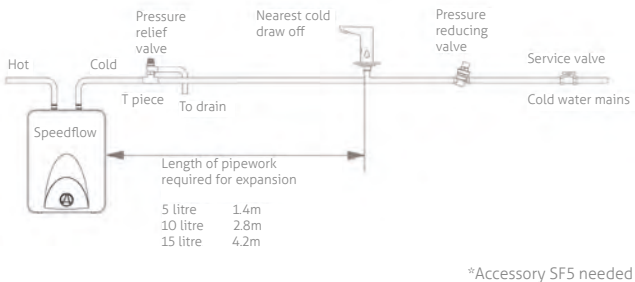 Pressure
relief
valve
Nearest cold
draw off
Pressure
reducing
valve
Hot
Cold
Service valve
T piece
To drain
Cold water mains
Speedflow
Length of pipework
required for expansion
5 litre 1.4m
10 litre 2.8m
15 litre 4.2m
*Accessory SF5 needed